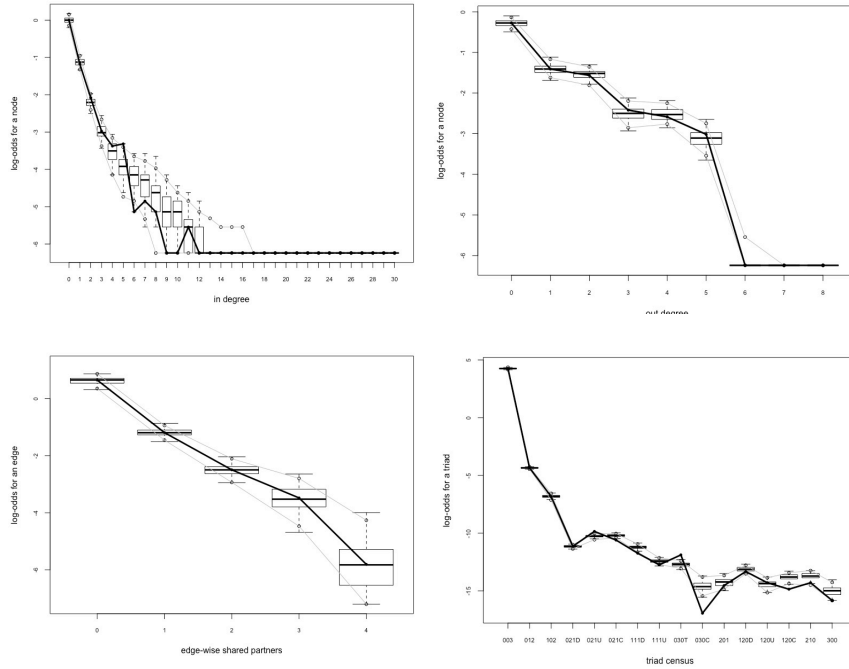 log-odds for a node
0
-1
-2
-3
-4
-5
-6
0 1 2 3 4 5 6 7 8 9 10 11 12 14 16 18 20 22 24 26 28 30
in degree
log-odds for a node
0
-1
-2
-3
-4
-5
-6
0 1 2 3 4 5 6 7 8
out degree
log-odds for an edge
0
-2
-4
-6
0 1 2 3 4
edge-wise shared partners
log-odds for a triad
5
0
-5
-10
-15
003 012 102 021D 021U 021C 111D 111U 030T 030C 201 120D 120U 120C 210 300
triad census